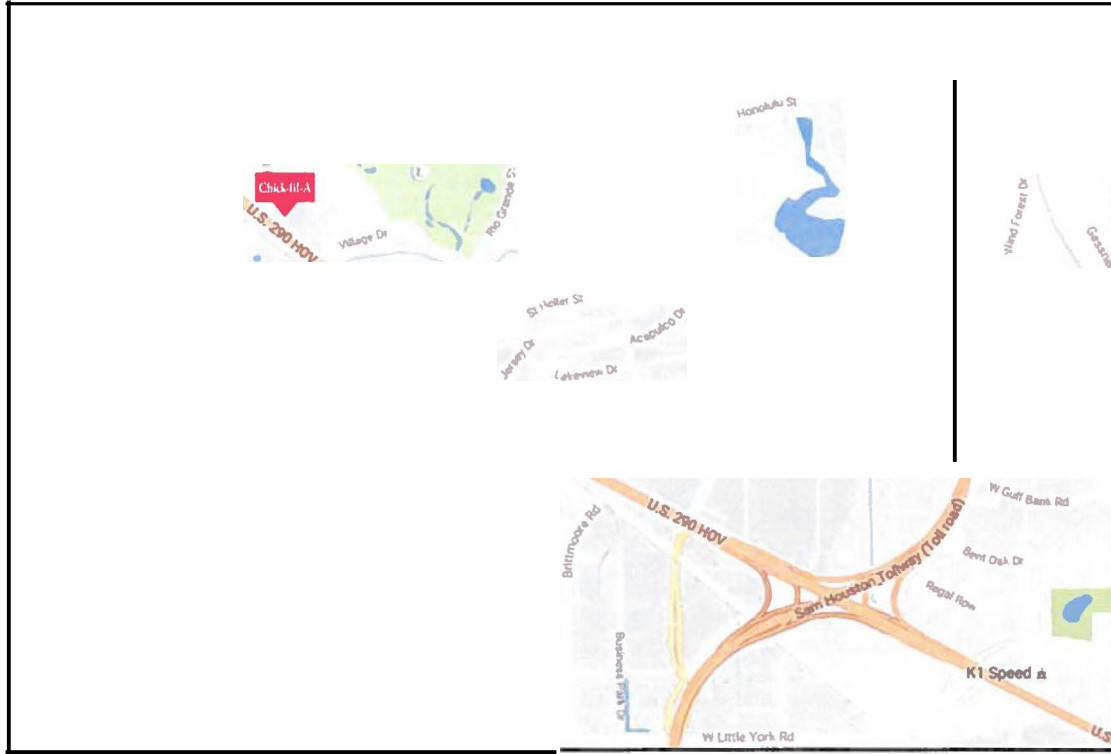 Honolulu St
Chick-fil-A
U.S. 290 HOV
Village Dr
Rio Grande
Wind Forest Dr
St Helier St
Acapulco Dr
Jersey Dr
Lakeview Dr
U.S. 290 HOV
W Gulf Bank Rd
Brittmoore Rd
Sam Houston Tollway (Toll road)
Bent Oak Dr
Regal Row
Business Park Dr
K1 Speed
W Little York Rd
U.S.